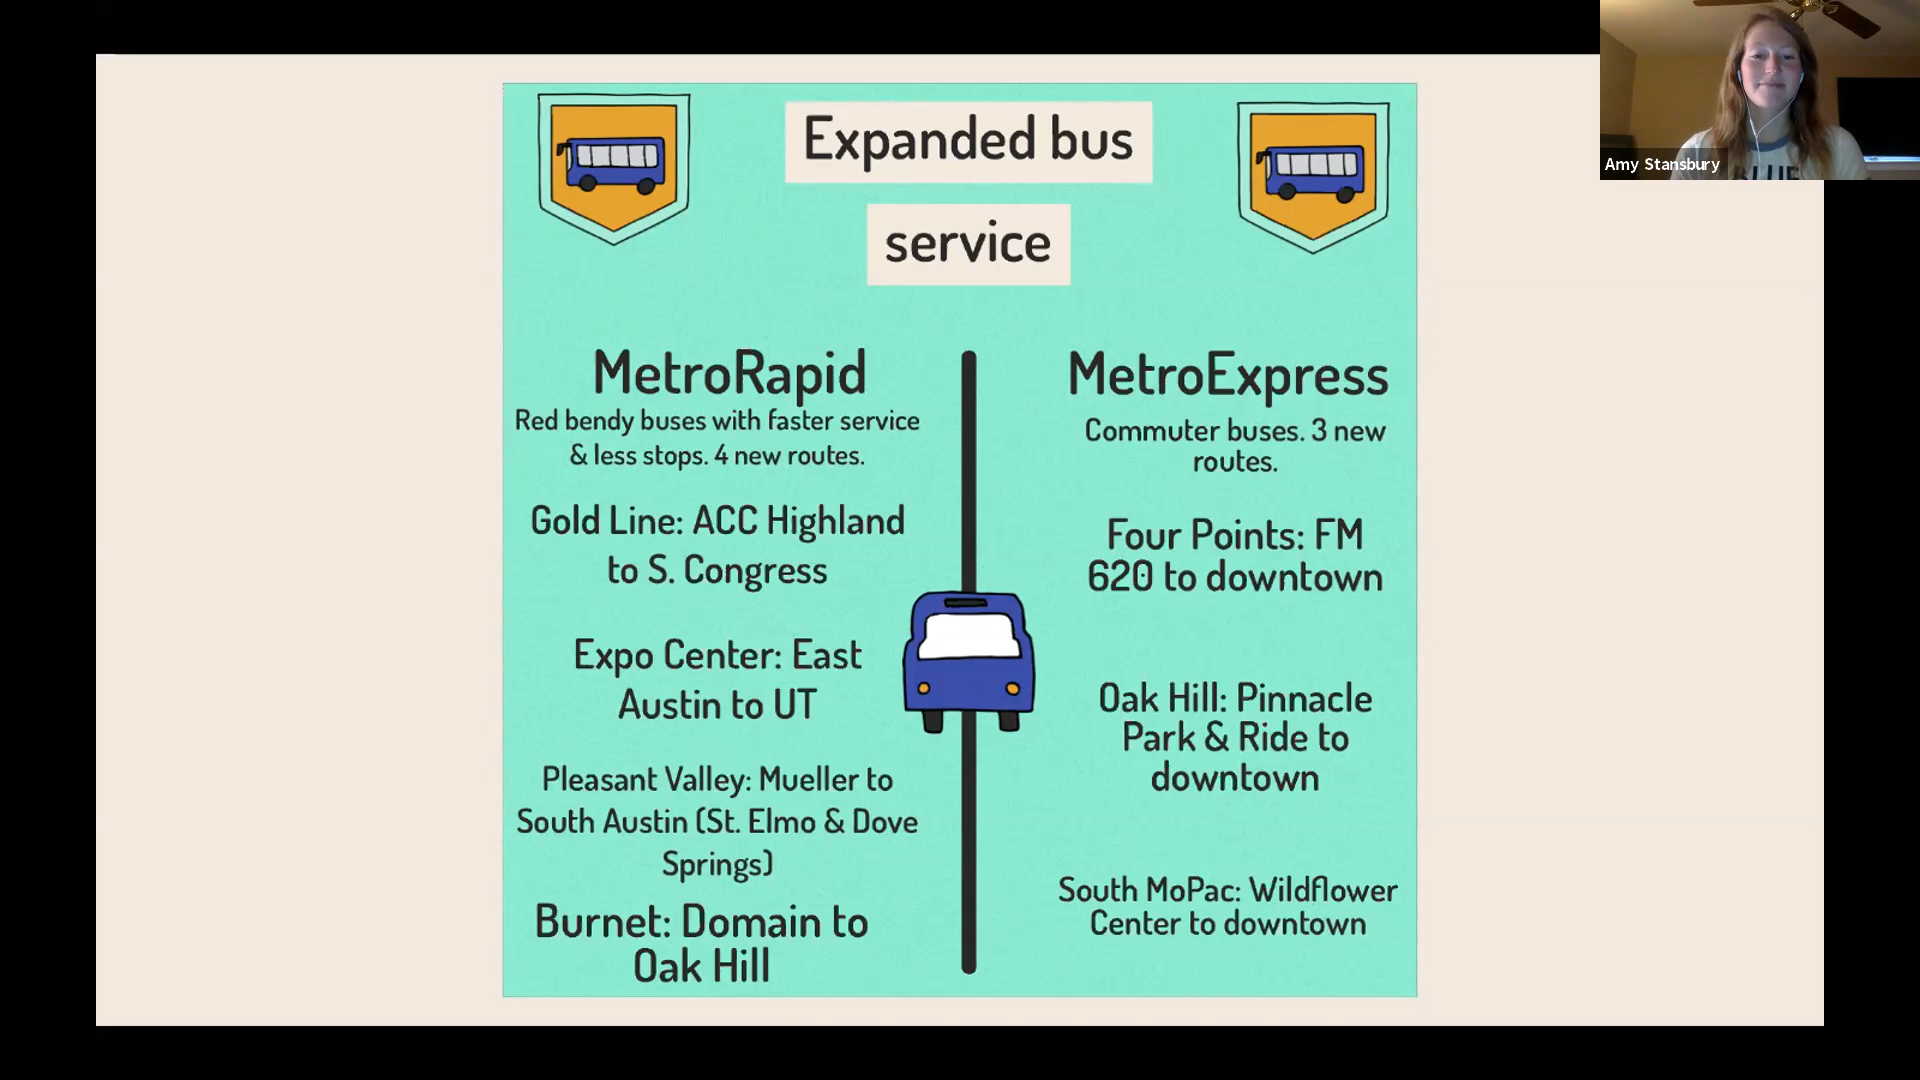 Expanded bus
service
MetroRapid
Red bendy buses with faster service
& less stops. 4 new routes.
Gold Line: ACC Highland
to S. Congress
Expo Center: East
Austin to UT
Pleasant Valley: Mueller to
South Austin (St. Elmo & Dove
Springs)
Burnet: Domain to
Oak Hill
MetroExpress
Commuter buses. 3 new
routes.
Four Points: FM
620 to downtown
Oak Hill: Pinnacle
Park & Ride to
downtown
South MoPac: Wildflower
Center to downtown
Amy Stansbury
BLUE